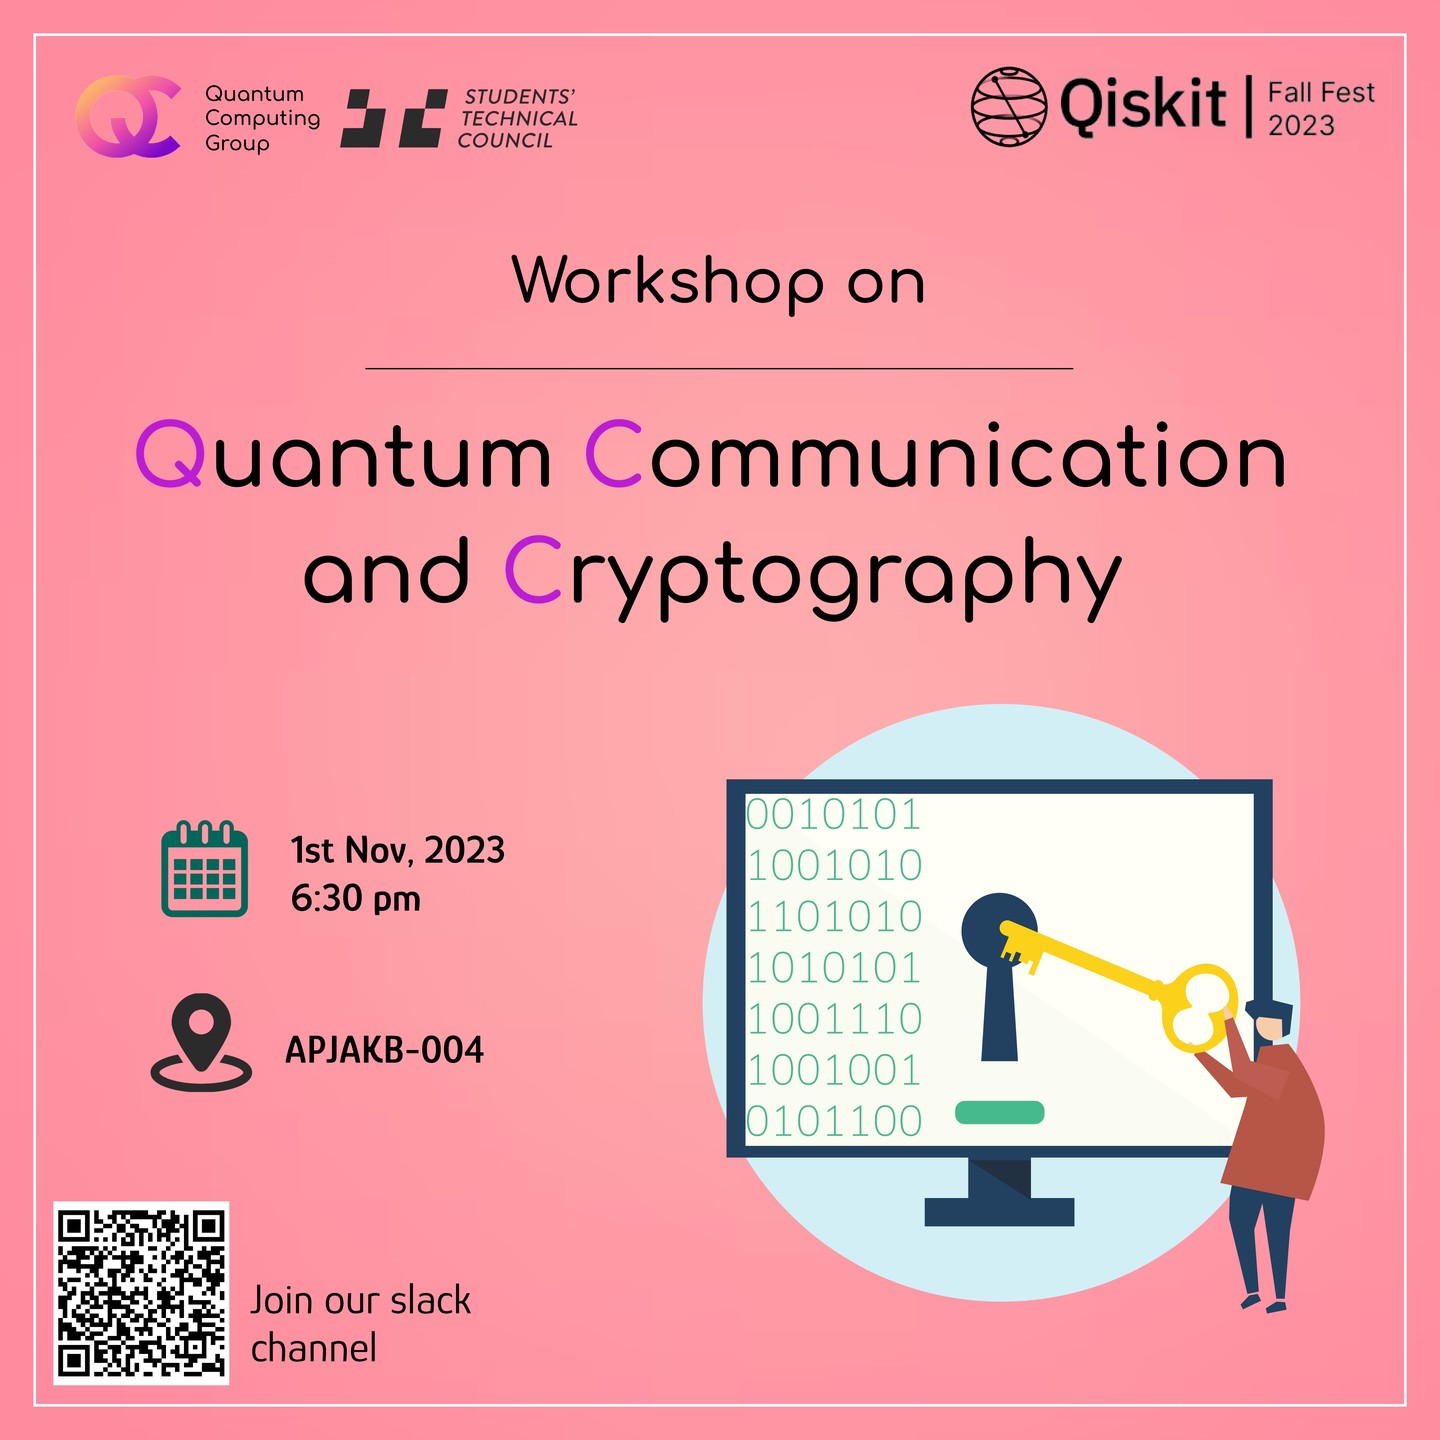 Quantum
Computing
Group
STUDENTS'
TECHNICAL
COUNCIL
Qiskit
Fall Fest
2023
Workshop on
Quantum Communication
and Cryptography
1st Nov, 2023
6:30 pm
APJAKB-004
0010101
1001010
1101010
1010101
1001110
1001001
0101100
Join our slack
channel